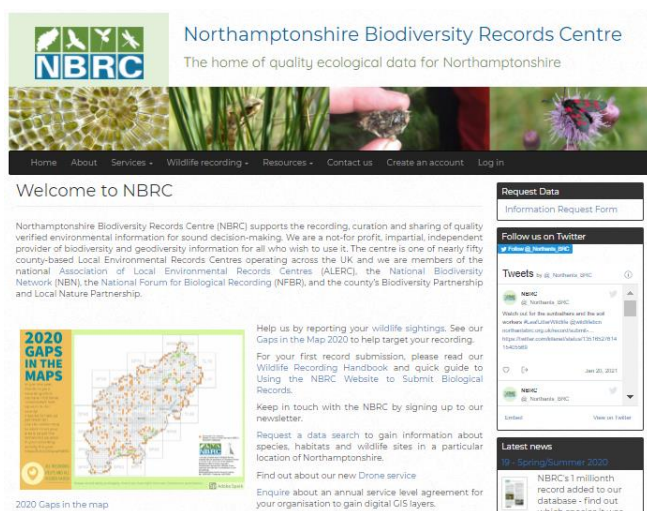 NBRC
Northamptonshire Biodiversity Records Centre
The home of quality ecological data for Northamptonshire
Home About Services Wildlife recording Resources Contact us Create an account Log in
Welcome to NBRC
Northamptonshire Biodiversity Records Centre (NBRC) supports the recording, curation and sharing of quality
verified environmental information for sound decision-making. We are a not-for profit, impartial, independent
provider of biodiversity and geodiversity information for all who wish to use it. The centre is one of nearly fifty
county-based Local Environmental Records Centres operating across the UK and we are members of the
national Association of Local Environmental Records Centres (ALERC), the National Biodiversity
Network (NBN), the National Forum for Biological Recording (NFBR), and the county's Biodiversity Partnership
and Local Nature Partnership.
2020
GAPS
IN THE
MAPS
NBRC
2020 Gaps in the map
Help us by reporting your wildlife sightings. See our
Gaps in the Map 2020 to help target your recording.
For your first record submission, please read our
Wildlife Recording Handbook and quick guide to
Using the NBRC Website to Submit Biological
Records.
Keep in touch with the NBRC by signing up to our
newsletter.
Request a data search to gain information about
species, habitats and wildlife sites in a particular
location of Northamptonshire.
Find out about our new Drone service
Enquire about an annual service level agreement for
your organisation to gain digital GIS layers.
Request Data
Information Request Form
Follow us on Twitter
Follow @_Northants_BRC
Tweets by @_Northants_BRC
NBRC
@_Northants_BRC
Watch out for the sunbathers and the soil
Jan 20, 2021
NBRC
@_Northants_BRC
Embed View on Twitter
Latest news
19 - Spring/Summer 2020
NBRC's 1 millionth
record added to our
database - find out